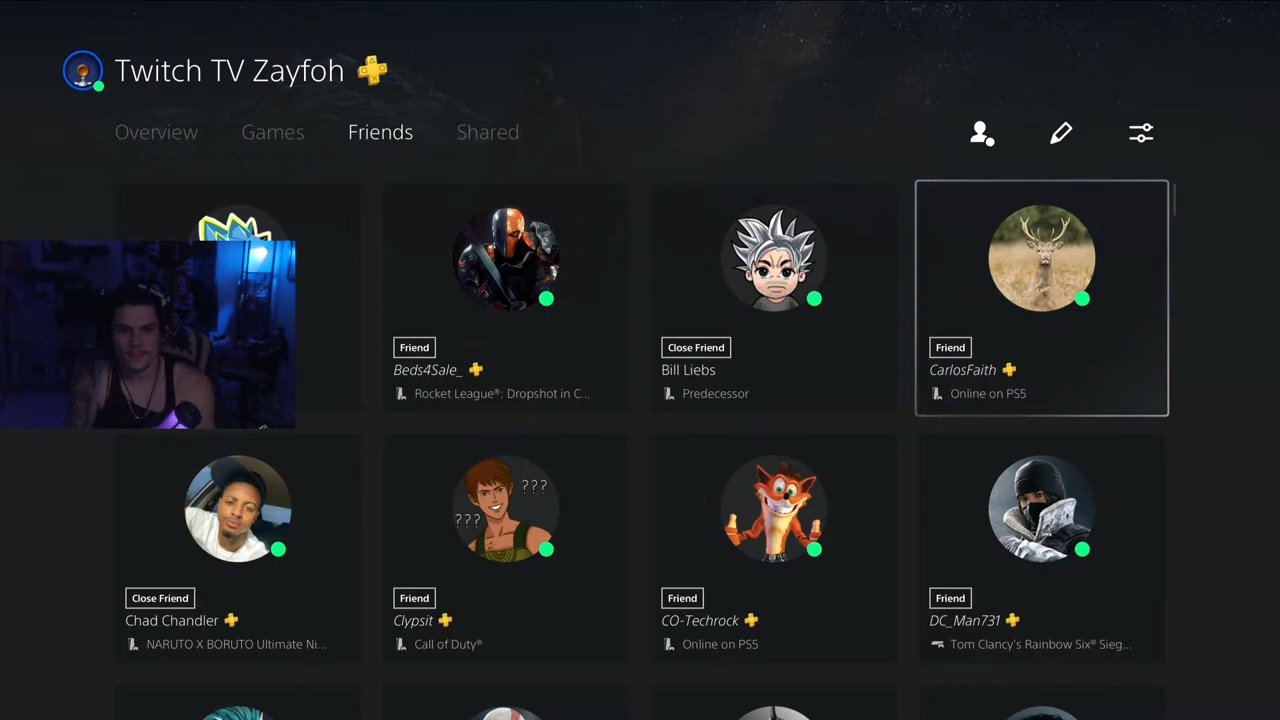 Twitch TV Zayfoh
Overview Games Friends Shared
Friend
Beds4Sale_
Rocket League®: Dropshot in C...
Close Friend
Bill Liebs
Predecessor
Friend
CarlosFaith
Online on PS5
Close Friend
Chad Chandler
NARUTO X BORUTO Ultimate Ni...
Friend
Clypsit
???
???
Call of Duty®
Friend
CO-Techrock
Online on PS5
Friend
DC_Man731
Tom Clancy's Rainbow Six® Sieg...